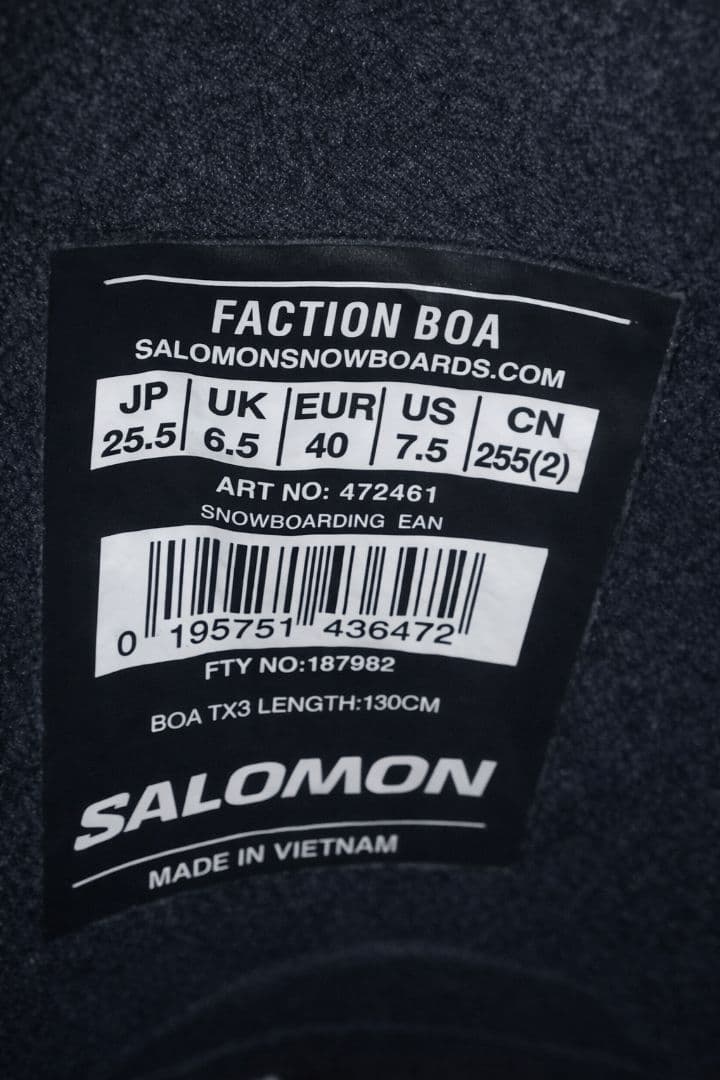 FACTION BOA
SALOMONSNOWBOARDS.COM
JP UK EUR US CN
25.5 6.5 40 7.5 255(2)
ART NO: 472461
SNOWBOARDING EAN
0 195751 436472
FTY NO:187982
BOA TX3 LENGTH:130CM
SALOMON
MADE IN VIETNAM